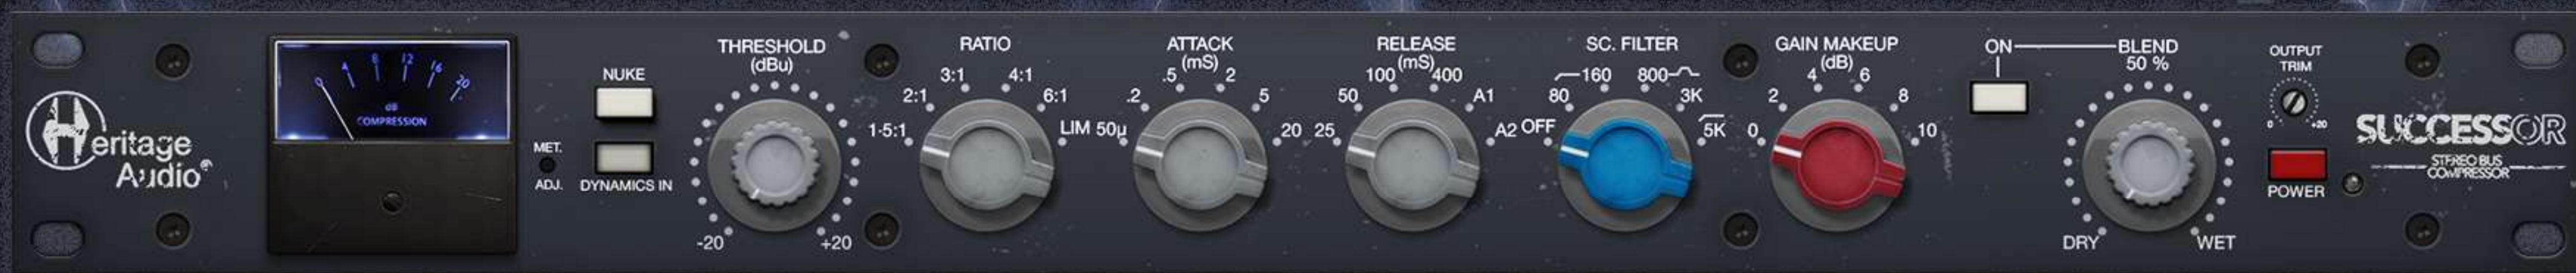 Heritage
Audio®
0 4 8 12 16 20
dB
COMPRESSION
MET.
ADJ.
NUKE
DYNAMICS IN
THRESHOLD
(dBu)
-20 +20
RATIO
1·5:1 2:1 3:1 4:1 6:1 LIM
ATTACK
(mS)
50µ .2 .5 2 5 20
RELEASE
(mS)
25 50 100 400 A1 A2
SC. FILTER
OFF 80 160 800 3K 5K
GAIN MAKEUP
(dB)
0 2 4 6 8 10
ON BLEND
50 %
DRY WET
OUTPUT
TRIM
0 +20
POWER
SUCCESSOR
STEREO BUS
COMPRESSOR